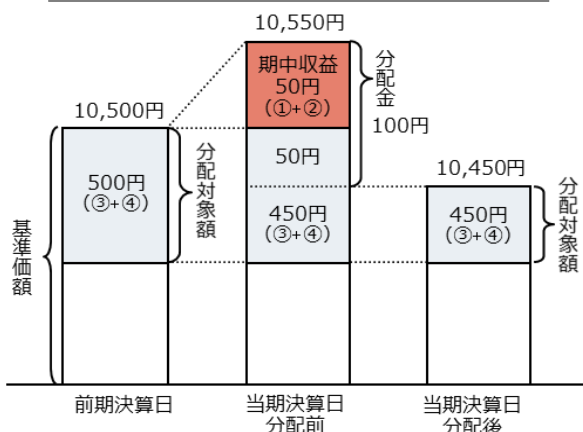 10,550円
期中収益
50円
(①+②)
分配金
100円
10,500円
500円
(③+④)
分配対象額
50円
450円
(③+④)
10,450円
450円
(③+④)
分配対象額
基準価額
前期決算日
当期決算日
分配前
当期決算日
分配後